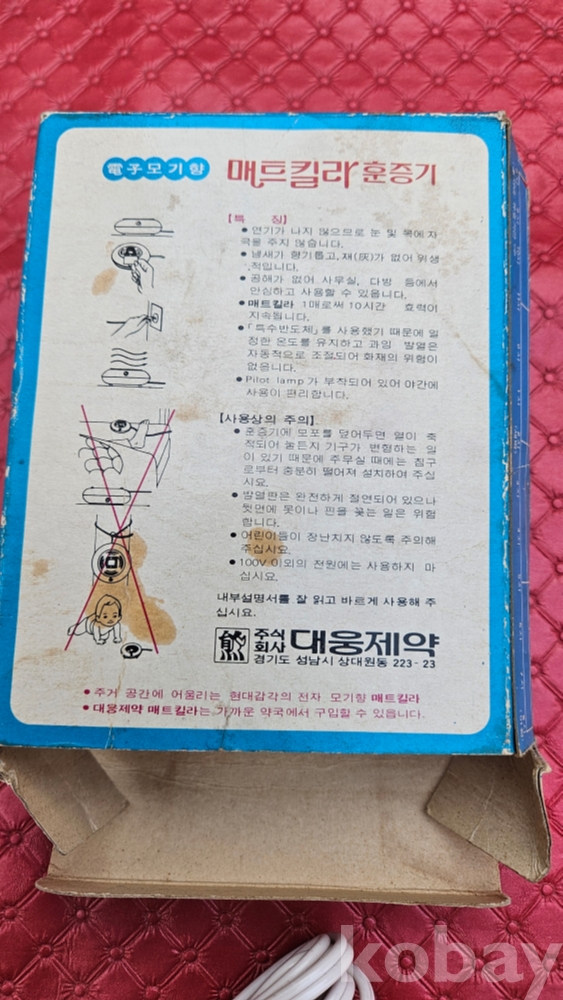 電子모기향 매트킬라 훈증기
【특 징】
● 연기가 나지 않으므로 눈 및 목에 자
극을 주지 않습니다.
● 냄새가 향기롭고, 재(灰)가 없어 위생
적입니다.
● 공해가 없어 사무실, 다방 등에서
안심하고 사용할 수 있읍니다.
● 매트킬라 1매로써 10시간 효력이
지속됩니다.
● 「특수반도체」를 사용했기 때문에 일
정한 온도를 유지하고 과잉 발열은
자동적으로 조절되어 화재의 위험이
없읍니다.
● Pilot lamp가 부착되어 있어 야간에
사용이 편리합니다.
【사용상의 주의】
● 훈증기에 모포를 덮어두면 열이 축
적되어 눋든지 기구가 변형하는 일
이 있기 때문에 주무실 때에는 침구
로부터 충분히 떨어져 설치하여 주십
시요.
● 발열판은 완전하게 절연되어 있으나
뒷면에 못이나 핀을 꽂는 일은 위험
합니다.
● 어린이들이 장난치지 않도록 주의해
주십시요.
● 100V 이외의 전원에는 사용하지 마
십시요.
내부설명서를 잘 읽고 바르게 사용해 주
십시요.
주식회사 대웅제약
경기도 성남시 상대원동 223-23
● 주거 공간에 어울리는 현대감각의 전자 모기향 매트킬라
● 대웅제약 매트킬라는 가까운 약국에서 구입할 수 있읍니다.
kobay